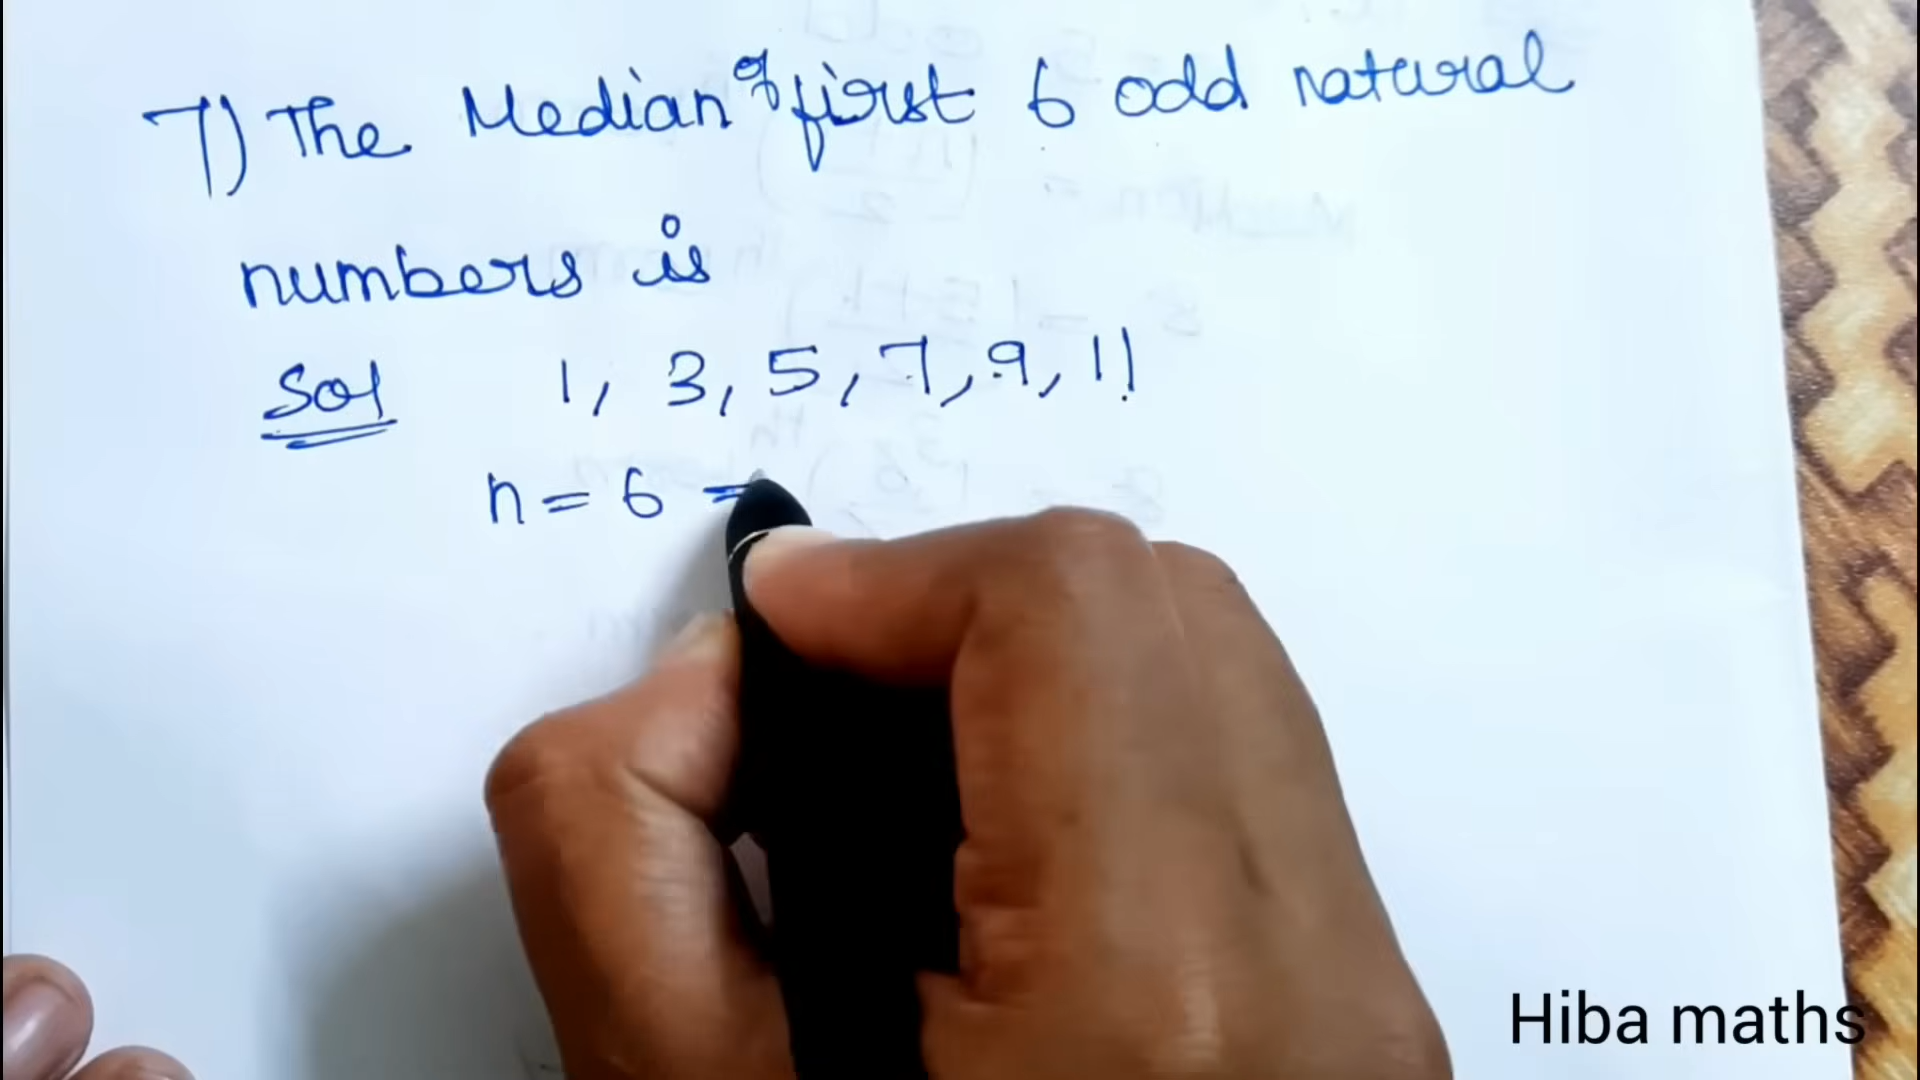 7) The Median of first 6 odd natural
numbers is
Sol 1, 3, 5, 7, 9, 11
n = 6 =
Hiba maths